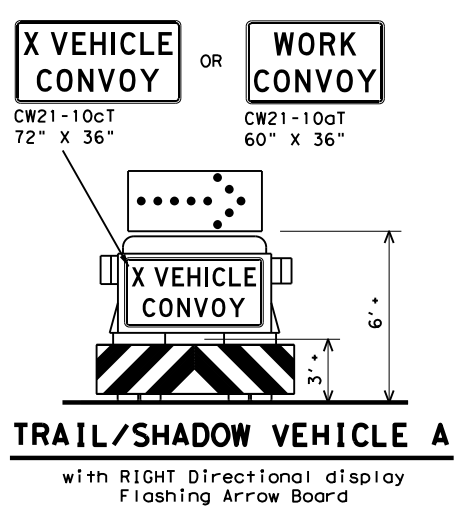 X VEHICLE
CONVOY
OR
WORK
CONVOY
CW21-10cT
72" X 36"
CW21-10aT
60" X 36"
X VEHICLE
CONVOY
6' +
3' +
TRAIL/SHADOW VEHICLE A
with RIGHT Directional display
Flashing Arrow Board